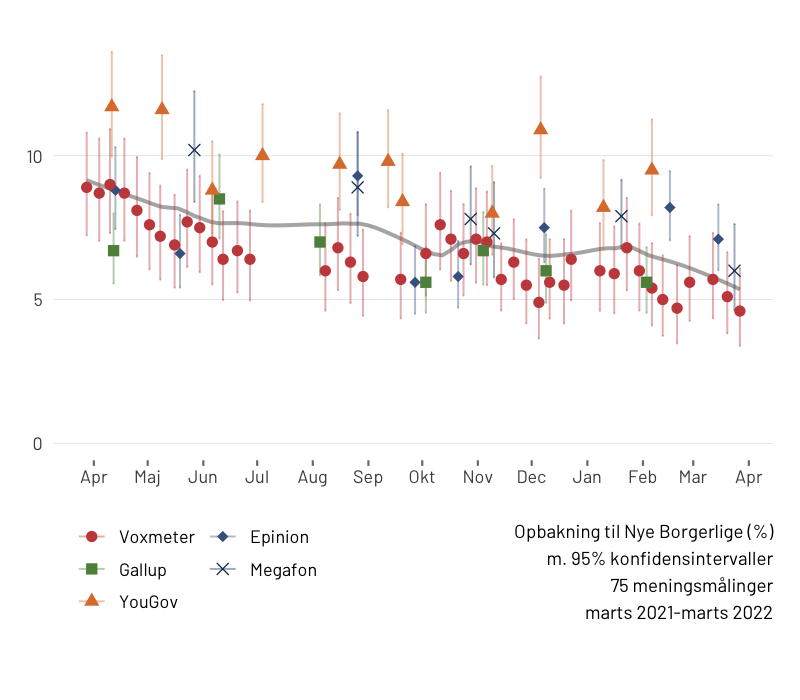 10
5
0
Apr Maj Jun Jul Aug Sep Okt Nov Dec Jan Feb Mar Apr
Voxmeter Epinion
Gallup Megafon
YouGov
Opbakning til Nye Borgerlige (%)
m. 95% konfidensintervaller
75 meningsmålinger
marts 2021-marts 2022